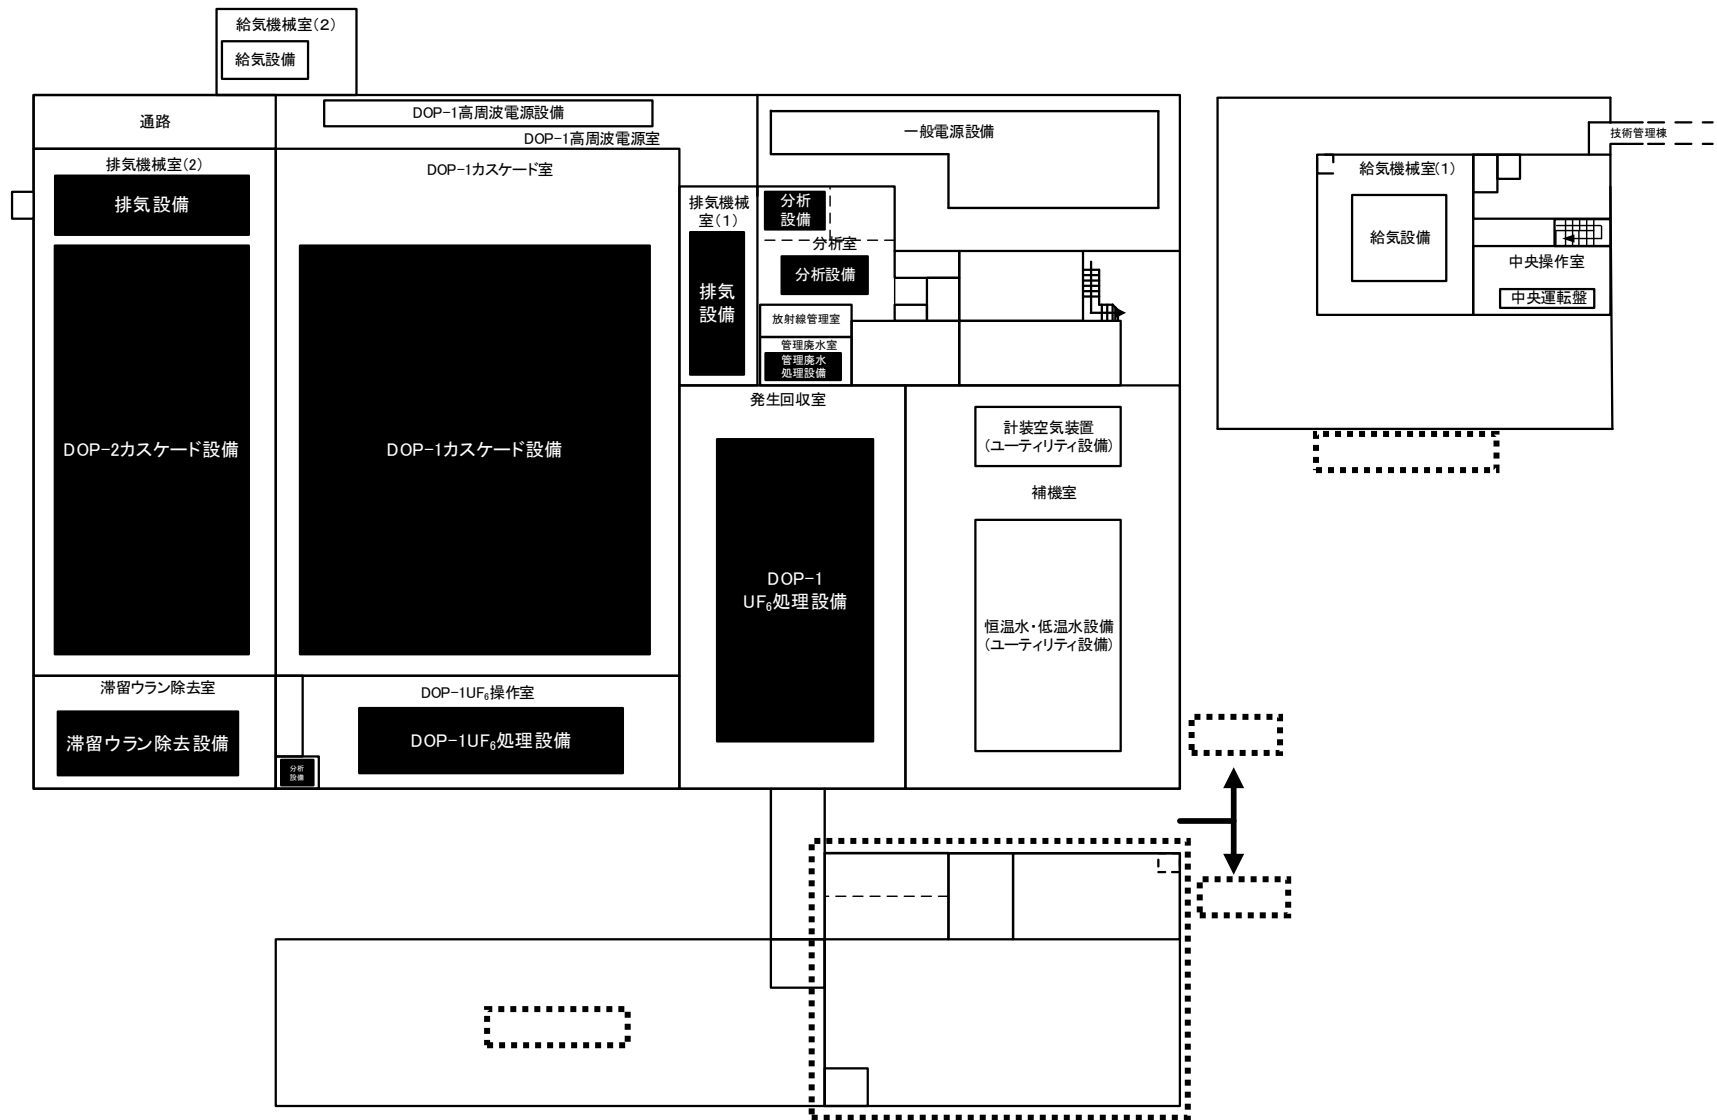 給気機械室(2)
給気設備
通路
DOP-1高周波電源設備
DOP-1高周波電源室
一般電源設備
技術管理棟
排気機械室(2)
排気設備
DOP-1カスケード室
排気機械
室(1)
排気
設備
分析
設備
分析室
分析設備
放射線管理室
管理廃水室
管理廃水
処理設備
給気機械室(1)
給気設備
中央操作室
中央運転盤
DOP-2カスケード設備
DOP-1カスケード設備
発生回収室
DOP-1
UF₆処理設備
計装空気装置
(ユーティリティ設備)
補機室
恒温水・低温水設備
(ユーティリティ設備)
滞留ウラン除去室
滞留ウラン除去設備
分析
設備
DOP-1UF₆操作室
DOP-1UF₆処理設備